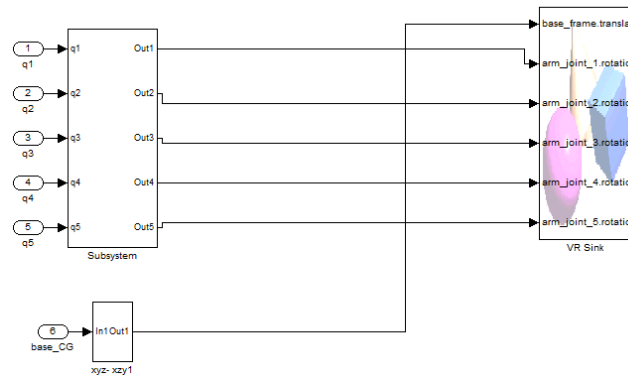 base_frame.transla
1
q1
q1
Out1
arm_joint_1.rotatio
2
q2
q2
Out2
arm_joint_2.rotatio
3
q3
q3
Out3
arm_joint_3.rotatio
4
q4
q4
Out4
arm_joint_4.rotatio
5
q5
q5
Out5
arm_joint_5.rotatio
Subsystem
VR Sink
6
base_CG
In1
Out1
xyz- xzy1